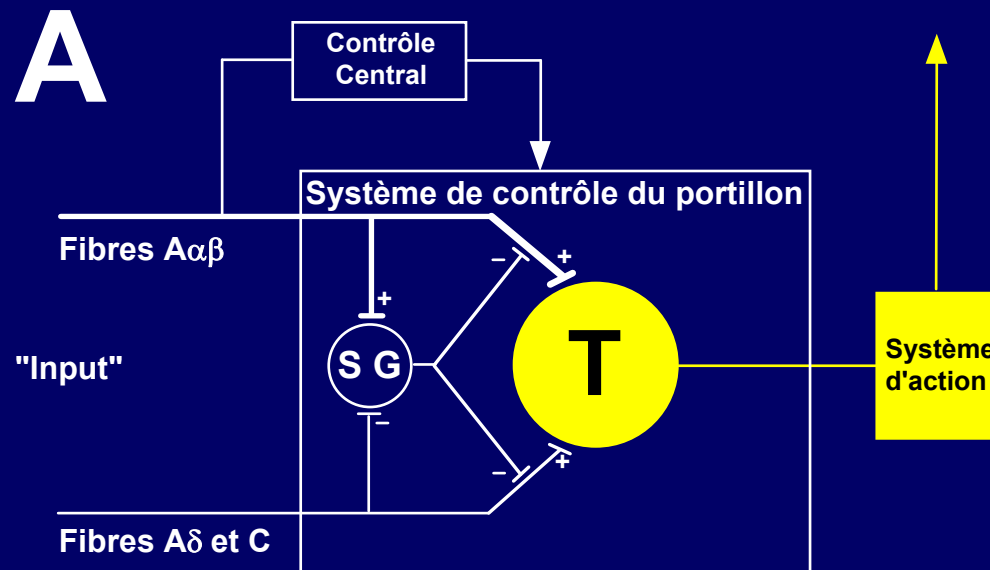 A
Contrôle
Central
Système de contrôle du portillon
Fibres Aαβ
–
+
+
"Input"
S G
T
Système
d'action
–
–
+
Fibres Aδ et C